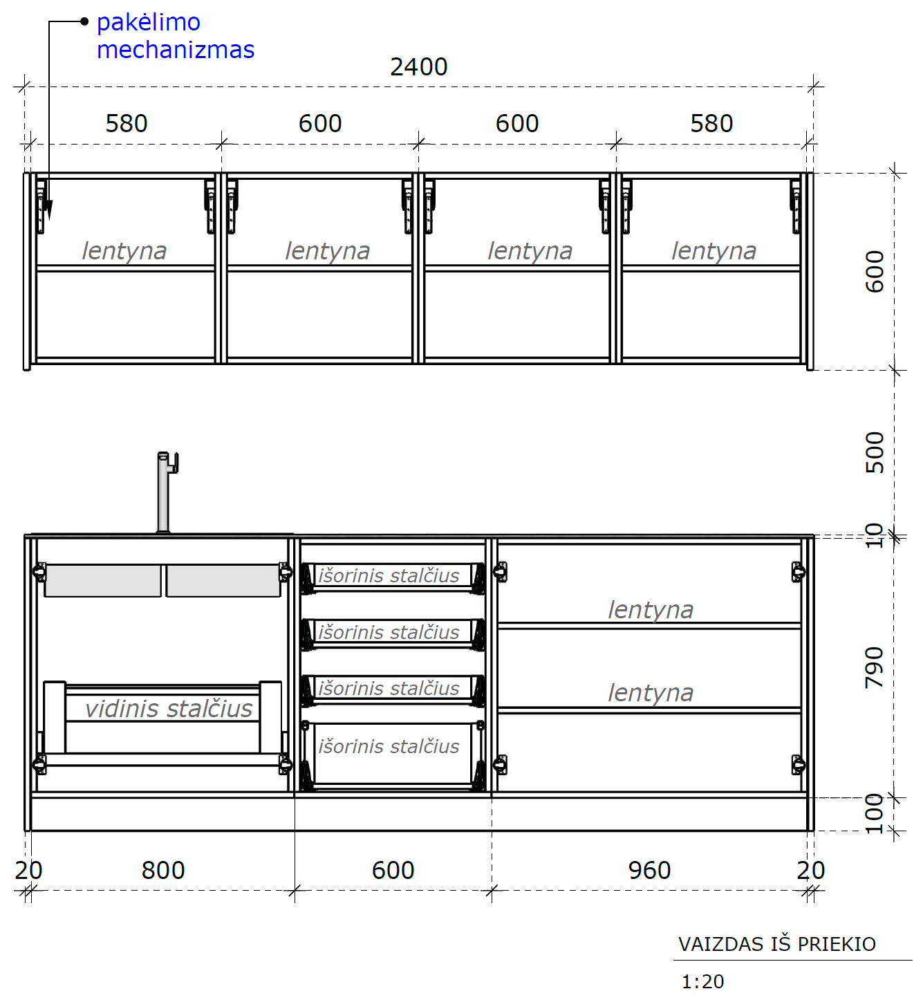 pakėlimo
mechanizmas
2400
580 600 600 580
lentyna lentyna lentyna lentyna
600
500
10
išorinis stalčius
lentyna
išorinis stalčius
790
išorinis stalčius
lentyna
vidinis stalčius
išorinis stalčius
100
20 800 600 960 20
VAIZDAS IŠ PRIEKIO
1:20